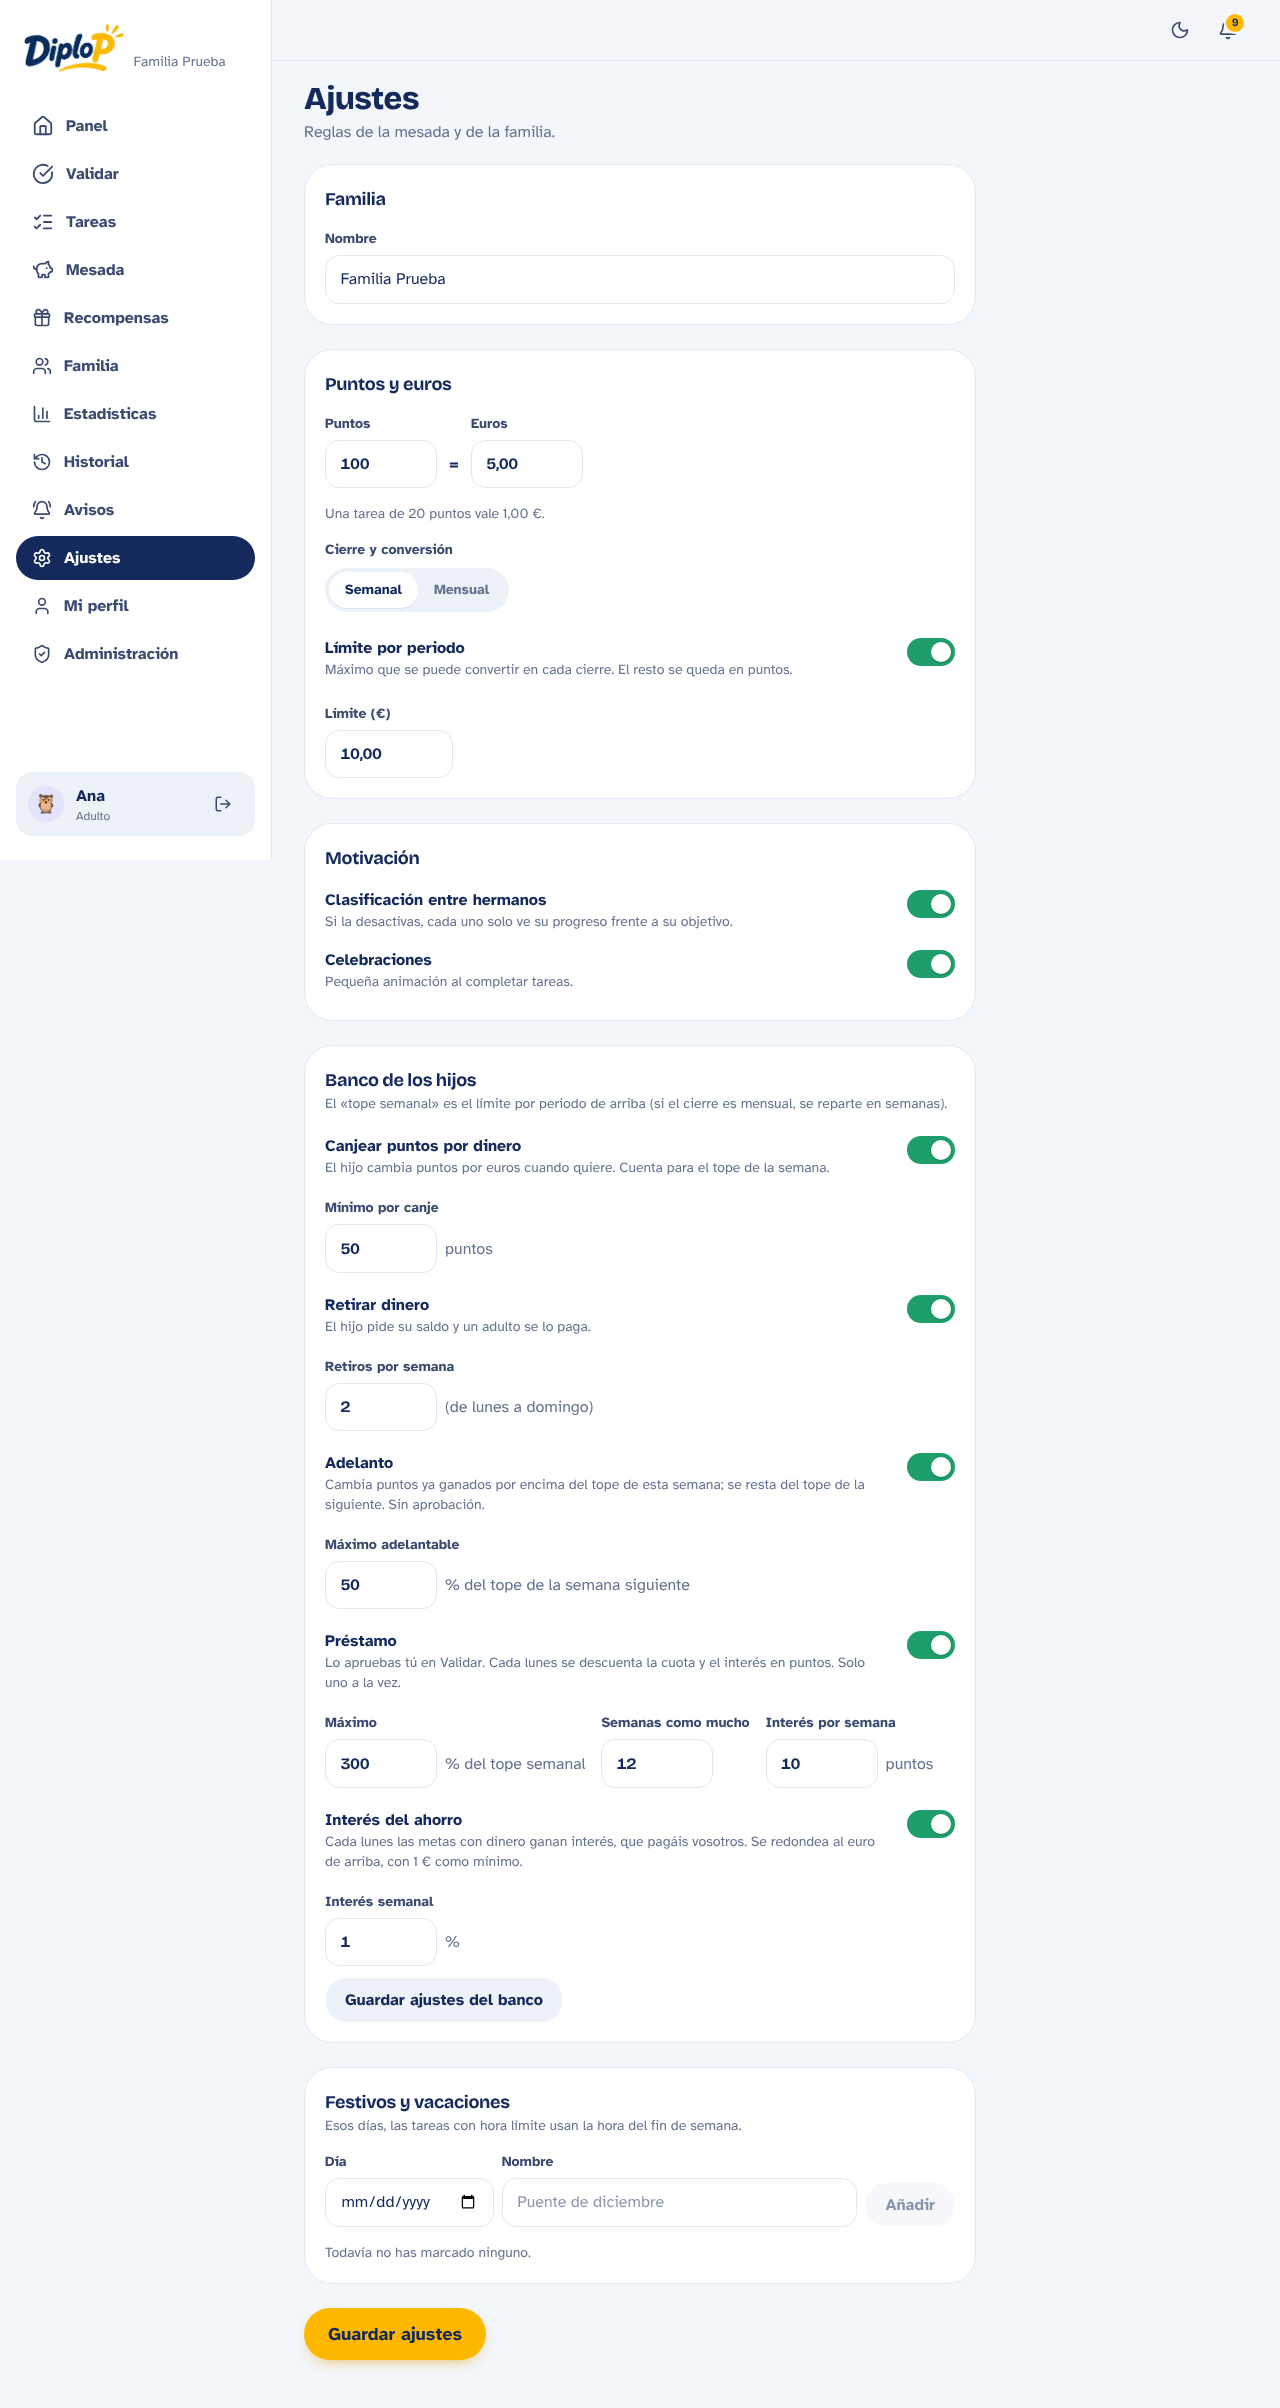 DiploP
Familia Prueba
9
Panel
Validar
Tareas
Mesada
Recompensas
Familia
Estadísticas
Historial
Avisos
Ajustes
Mi perfil
Administración
Ana
Adulto
Ajustes
Reglas de la mesada y de la familia.
Familia
Nombre
Familia Prueba
Puntos y euros
Puntos Euros
100 = 5,00
Una tarea de 20 puntos vale 1,00 €.
Cierre y conversión
Semanal Mensual
Límite por periodo
Máximo que se puede convertir en cada cierre. El resto se queda en puntos.
Límite (€)
10,00
Motivación
Clasificación entre hermanos
Si la desactivas, cada uno solo ve su progreso frente a su objetivo.
Celebraciones
Pequeña animación al completar tareas.
Banco de los hijos
El «tope semanal» es el límite por periodo de arriba (si el cierre es mensual, se reparte en semanas).
Canjear puntos por dinero
El hijo cambia puntos por euros cuando quiere. Cuenta para el tope de la semana.
Mínimo por canje
50 puntos
Retirar dinero
El hijo pide su saldo y un adulto se lo paga.
Retiros por semana
2 (de lunes a domingo)
Adelanto
Cambia puntos ya ganados por encima del tope de esta semana; se resta del tope de la
siguiente. Sin aprobación.
Máximo adelantable
50 % del tope de la semana siguiente
Préstamo
Lo apruebas tú en Validar. Cada lunes se descuenta la cuota y el interés en puntos. Solo
uno a la vez.
Máximo Semanas como mucho Interés por semana
300 % del tope semanal 12 10 puntos
Interés del ahorro
Cada lunes las metas con dinero ganan interés, que pagáis vosotros. Se redondea al euro
de arriba, con 1 € como mínimo.
Interés semanal
1 %
Guardar ajustes del banco
Festivos y vacaciones
Esos días, las tareas con hora límite usan la hora del fin de semana.
Día Nombre
mm/dd/yyyy Puente de diciembre Añadir
Todavía no has marcado ninguno.
Guardar ajustes